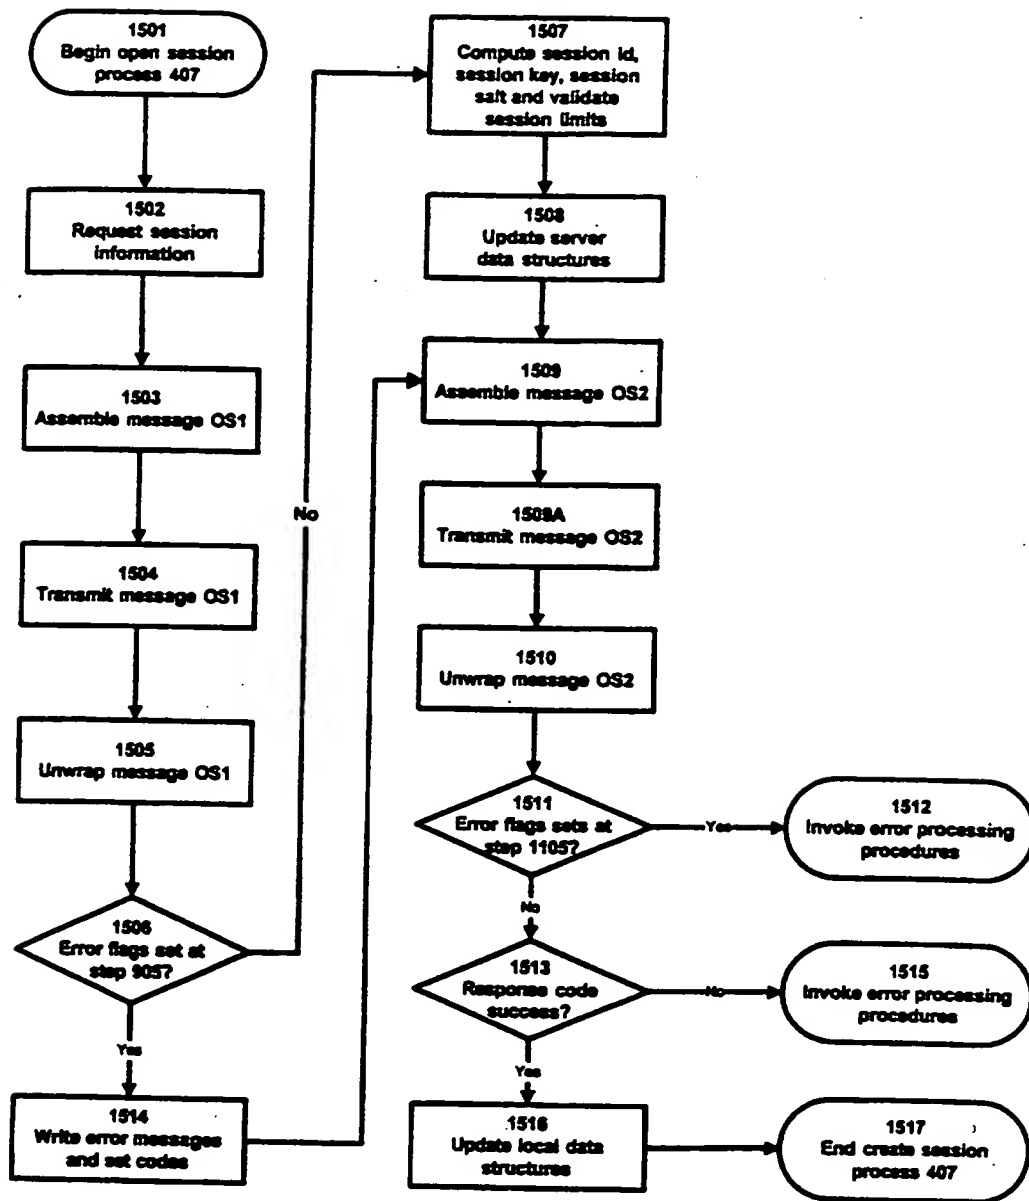 1501
Begin open session
process 407
1502
Request session
information
1503
Assemble message OS1
1504
Transmit message OS1
1505
Unwrap message OS1
1506
Error flags set at
step 905?
No
Yes
1514
Write error messages
and set codes
1507
Compute session id,
session key, session
salt and validate
session limits
1508
Update server
data structures
1509
Assemble message OS2
1509A
Transmit message OS2
1510
Unwrap message OS2
1511
Error flags sets at
step 1105?
Yes
1512
Invoke error processing
procedures
No
1513
Response code
success?
No
1515
Invoke error processing
procedures
Yes
1516
Update local data
structures
1517
End create session
process 407